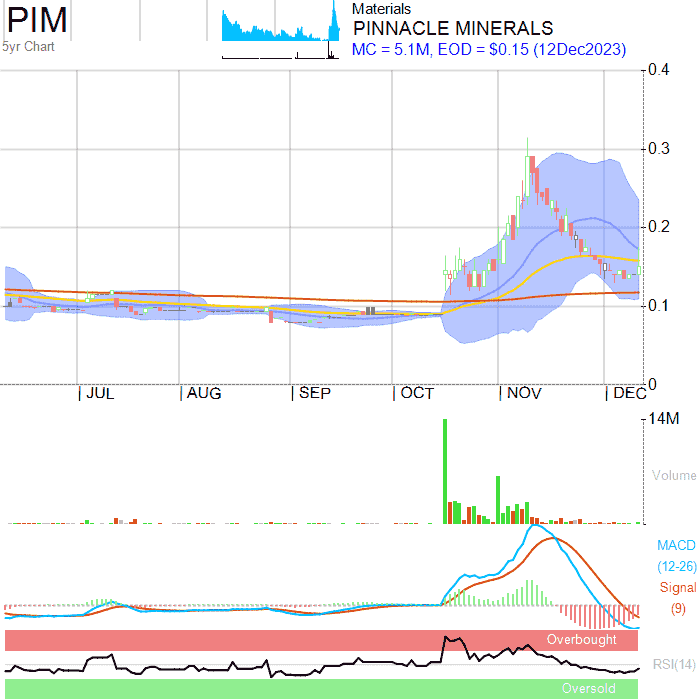 PIM
5yr Chart
Materials
PINNACLE MINERALS
MC = 5.1M, EOD = $0.15 (12Dec2023)
0.4
0.3
0.2
0.1
0
JUL
AUG
SEP
OCT
NOV
DEC
14M
Volume
MACD
(12-26)
Signal
(9)
Overbought
RSI(14)
Oversold